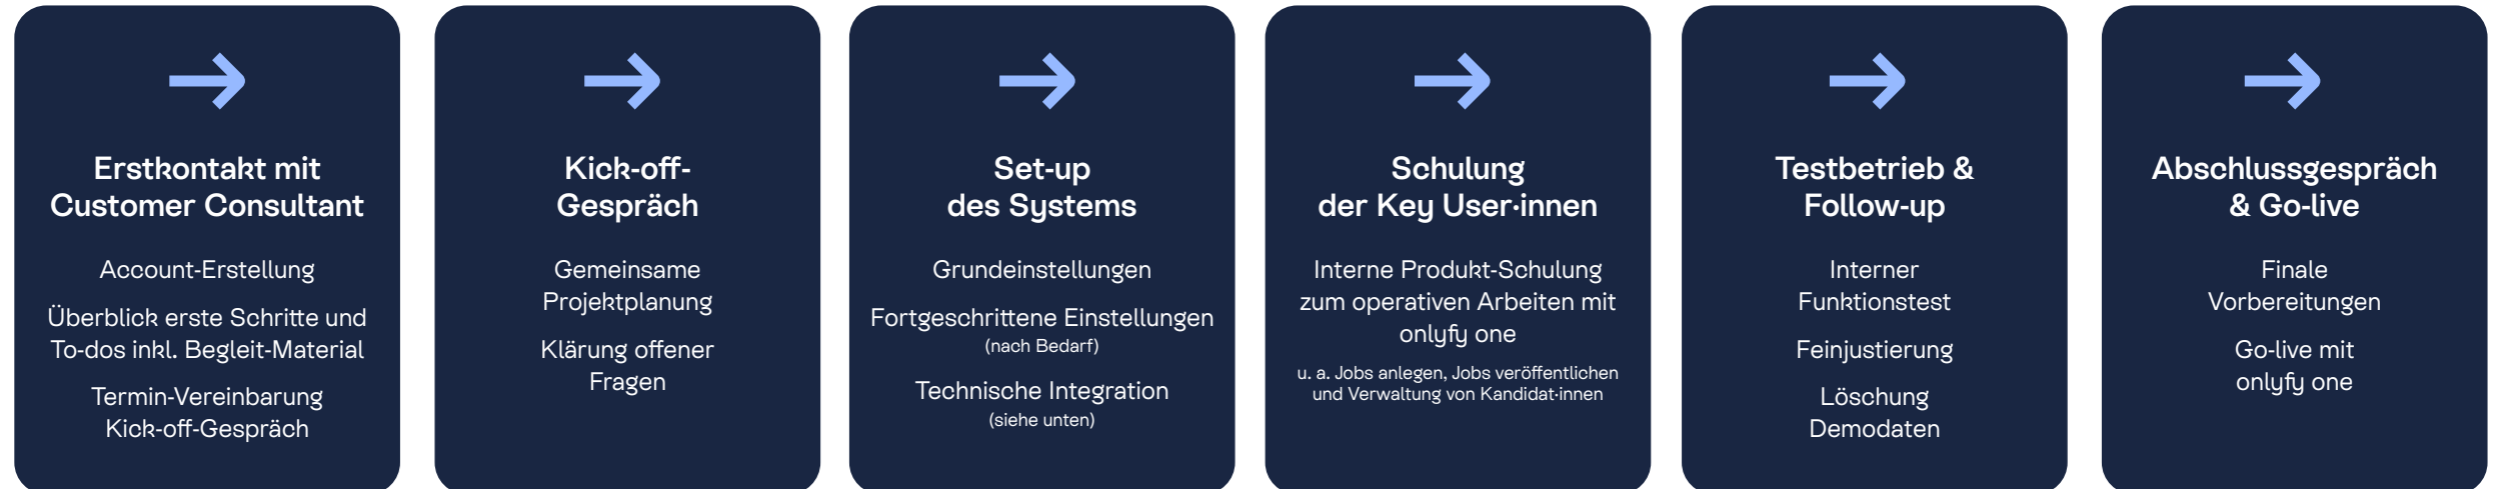 Erstkontakt mit
Customer Consultant
Account-Erstellung
Überblick erste Schritte und
To-dos inkl. Begleit-Material
Termin-Vereinbarung
Kick-off-Gespräch
Kick-off-
Gespräch
Gemeinsame
Projektplanung
Klärung offener
Fragen
Set-up
des Systems
Grundeinstellungen
Fortgeschrittene Einstellungen
(nach Bedarf)
Technische Integration
(siehe unten)
Schulung
der Key User·innen
Interne Produkt-Schulung
zum operativen Arbeiten mit
onlyfy one
u. a. Jobs anlegen, Jobs veröffentlichen
und Verwaltung von Kandidat·innen
Testbetrieb &
Follow-up
Interner
Funktionstest
Feinjustierung
Löschung
Demodaten
Abschlussgespräch
& Go-live
Finale
Vorbereitungen
Go-live mit
onlyfy one